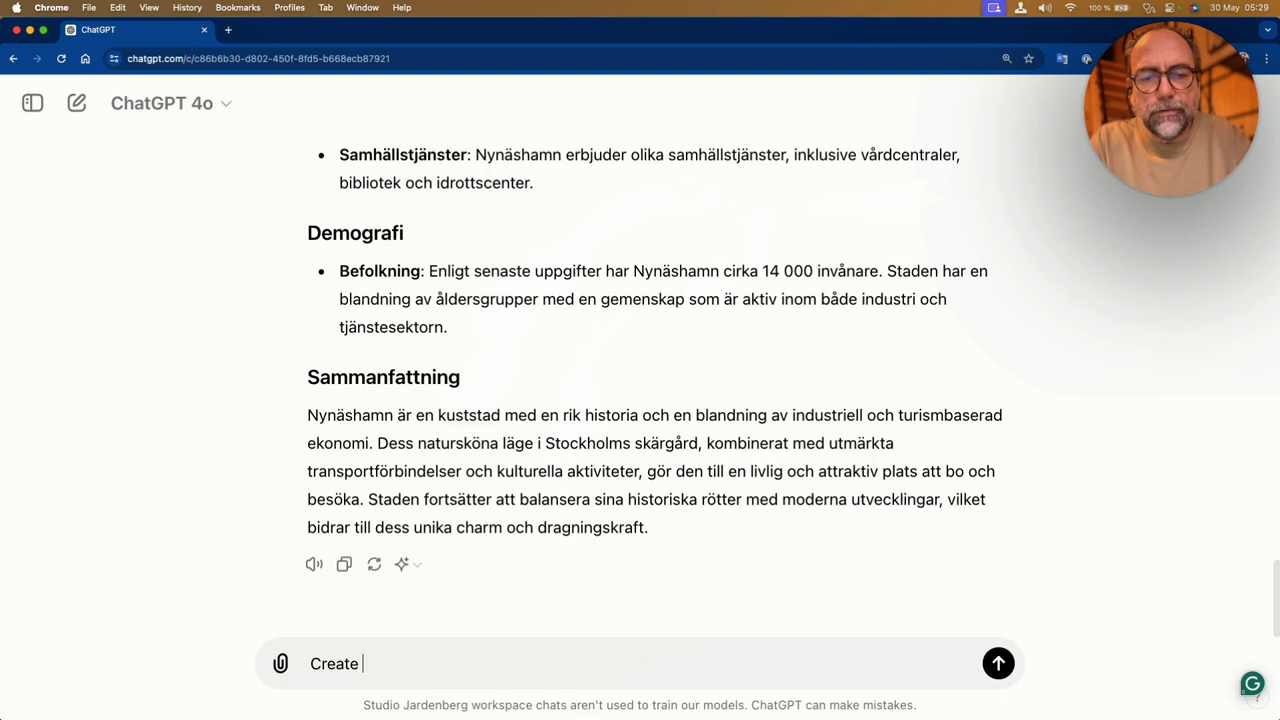 Chrome File Edit View History Bookmarks Profiles Tab Window Help 100 % 30 May 05:29
ChatGPT
chatgpt.com/c/c86b6b30-d802-450f-8fd5-b668ecb87921
ChatGPT 4o
• Samhällstjänster: Nynäshamn erbjuder olika samhällstjänster, inklusive vårdcentraler,
bibliotek och idrottscenter.
Demografi
• Befolkning: Enligt senaste uppgifter har Nynäshamn cirka 14 000 invånare. Staden har en
blandning av åldersgrupper med en gemenskap som är aktiv inom både industri och
tjänstesektorn.
Sammanfattning
Nynäshamn är en kuststad med en rik historia och en blandning av industriell och turismbaserad
ekonomi. Dess natursköna läge i Stockholms skärgård, kombinerat med utmärkta
transportförbindelser och kulturella aktiviteter, gör den till en livlig och attraktiv plats att bo och
besöka. Staden fortsätter att balansera sina historiska rötter med moderna utvecklingar, vilket
bidrar till dess unika charm och dragningskraft.
Create
Studio Jardenberg workspace chats aren't used to train our models. ChatGPT can make mistakes.